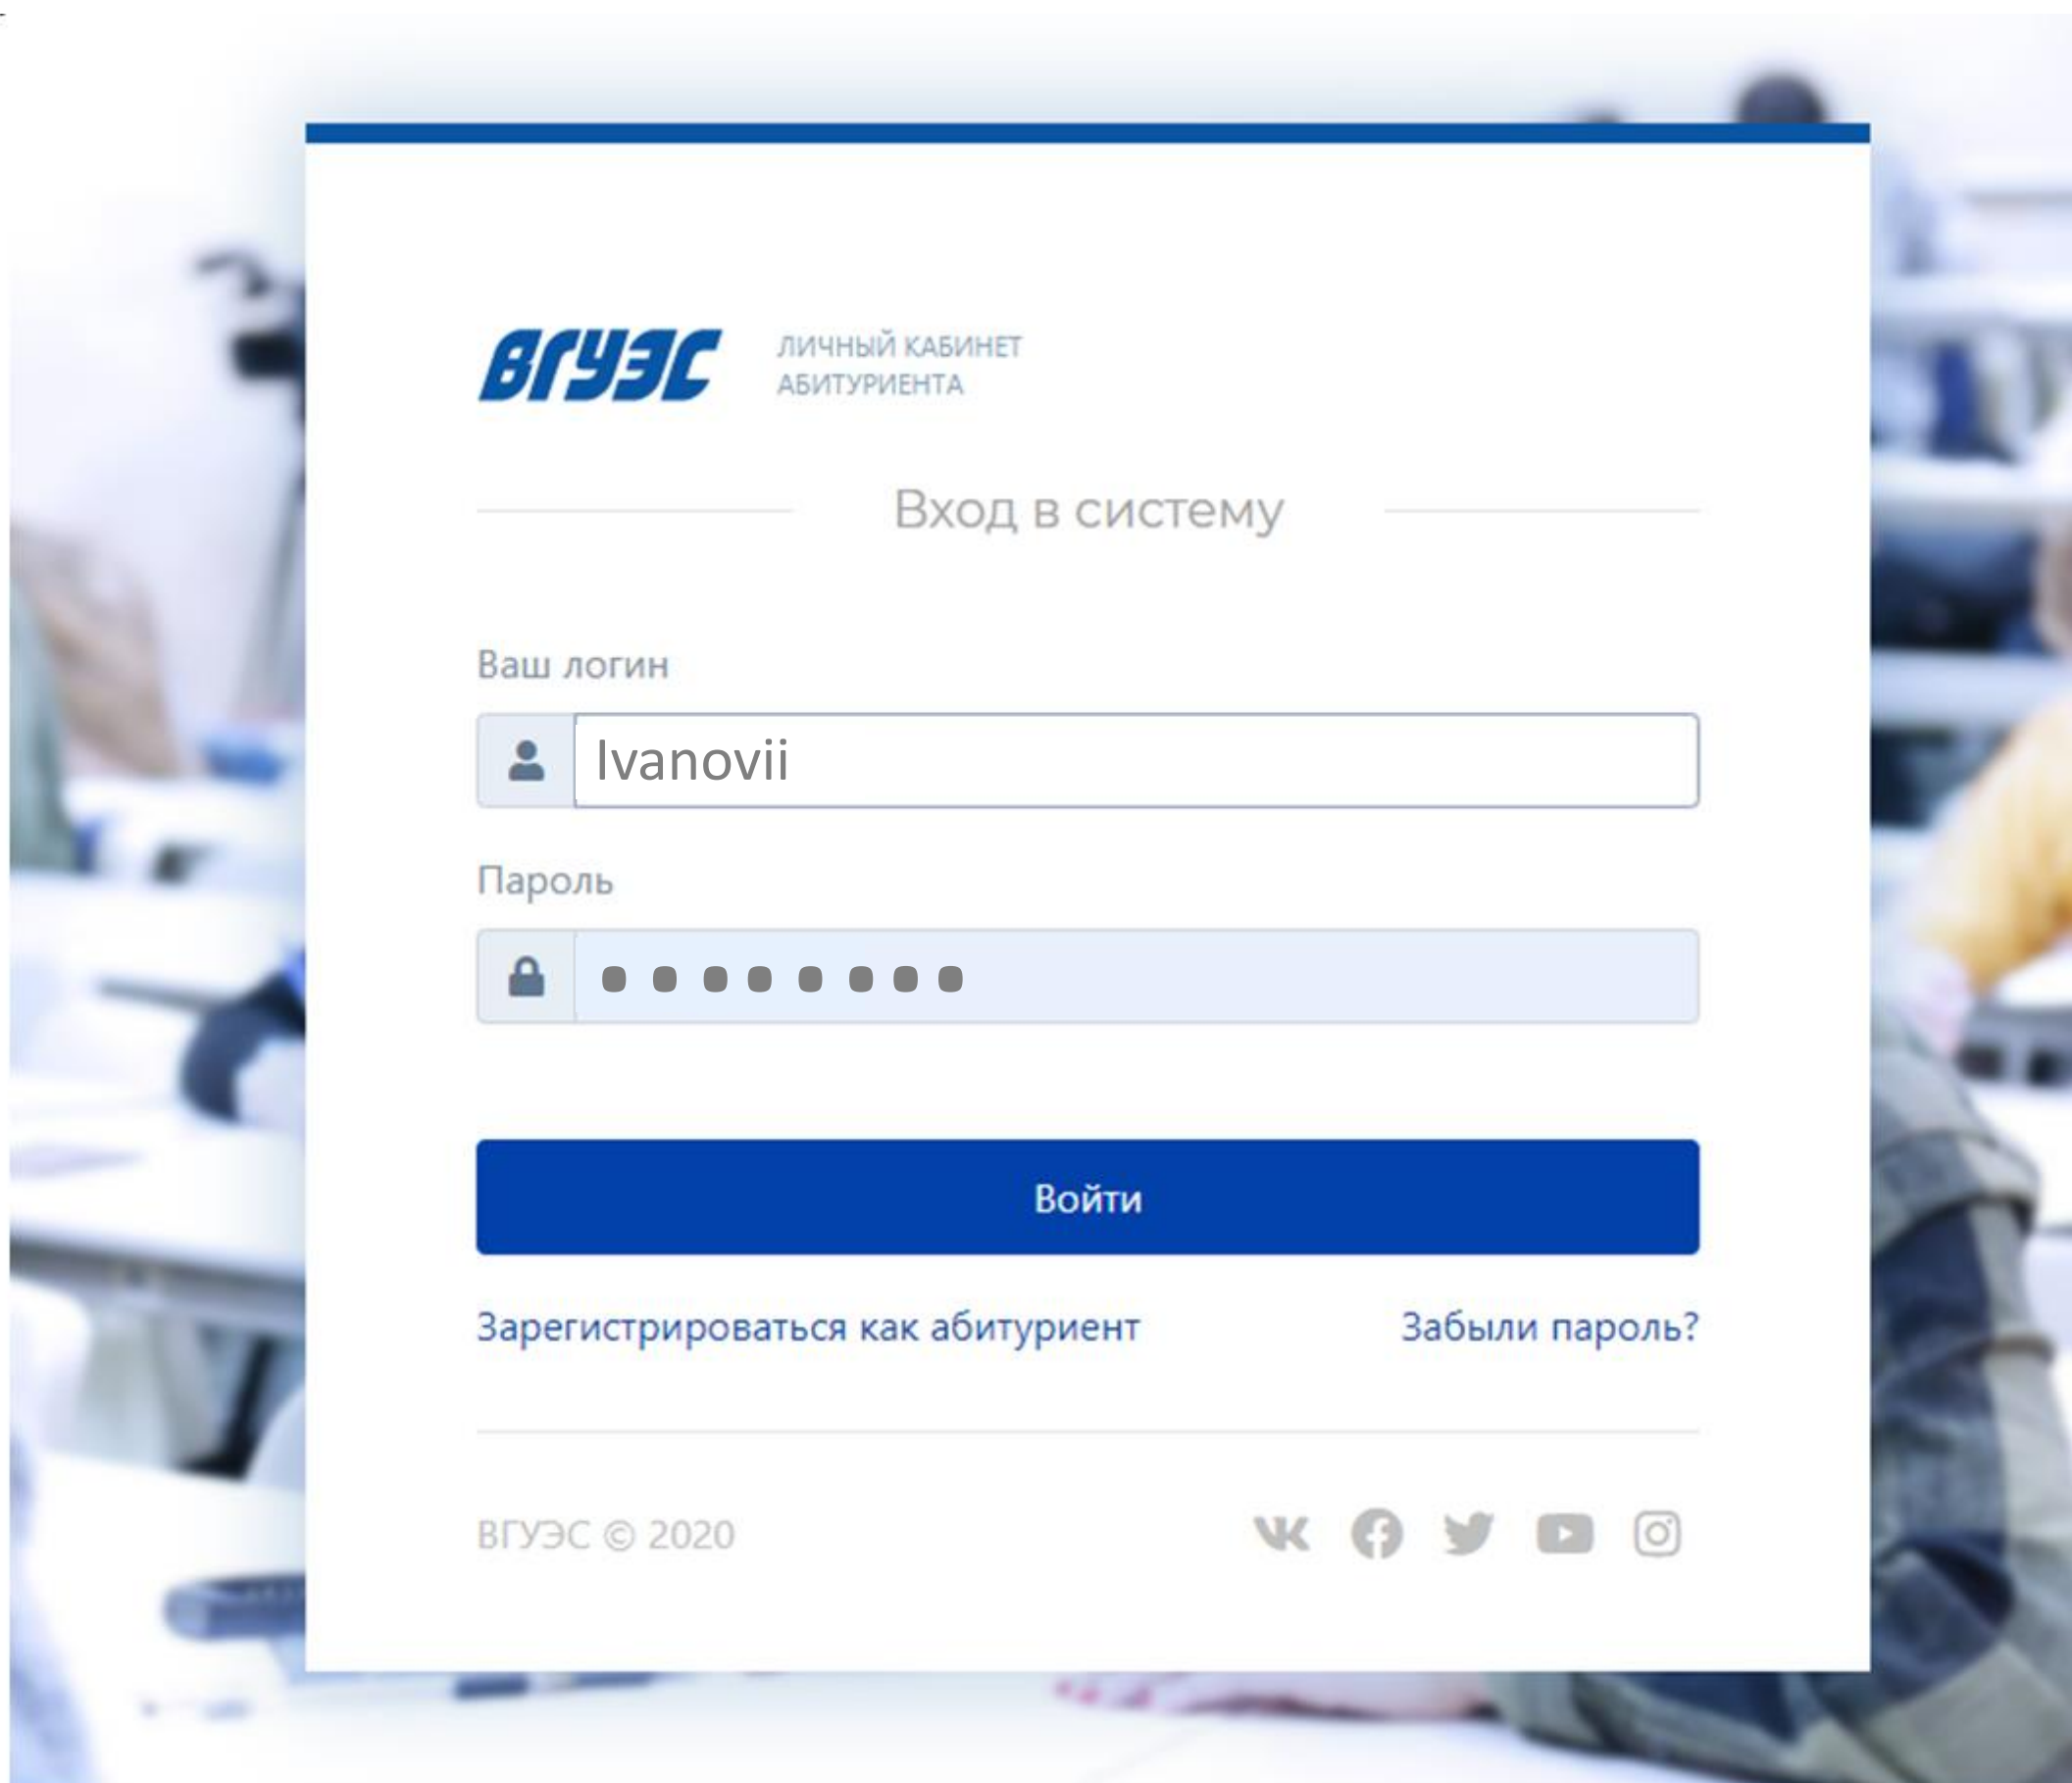 ВГУЭС
ЛИЧНЫЙ КАБИНЕТ
АБИТУРИЕНТА
Вход в систему
Ваш логин
Ivanovii
Пароль
Войти
Зарегистрироваться как абитуриент
Забыли пароль?
ВГУЭС © 2020